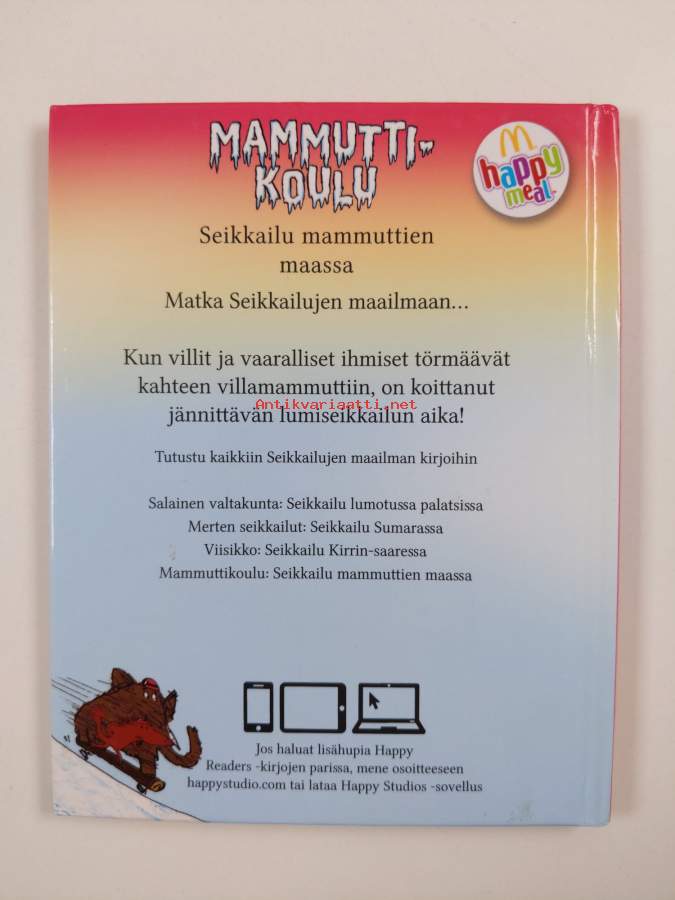 MAMMUTTI-
KOULU
happy
meal™
Seikkailu mammuttien
maassa
Matka Seikkailujen maailmaan…
Kun villit ja vaaralliset ihmiset törmäävät
kahteen villamammuttiin, on koittanut
Antikvariaatti.net
jännittävän lumiseikkailun aika!
Tutustu kaikkiin Seikkailujen maailman kirjoihin
Salainen valtakunta: Seikkailu lumotussa palatsissa
Merten seikkailut: Seikkailu Sumarassa
Viisikko: Seikkailu Kirrin-saaressa
Mammuttikoulu: Seikkailu mammuttien maassa
Jos haluat lisähupia Happy
Readers -kirjojen parissa, mene osoitteeseen
happystudio.com tai lataa Happy Studios -sovellus